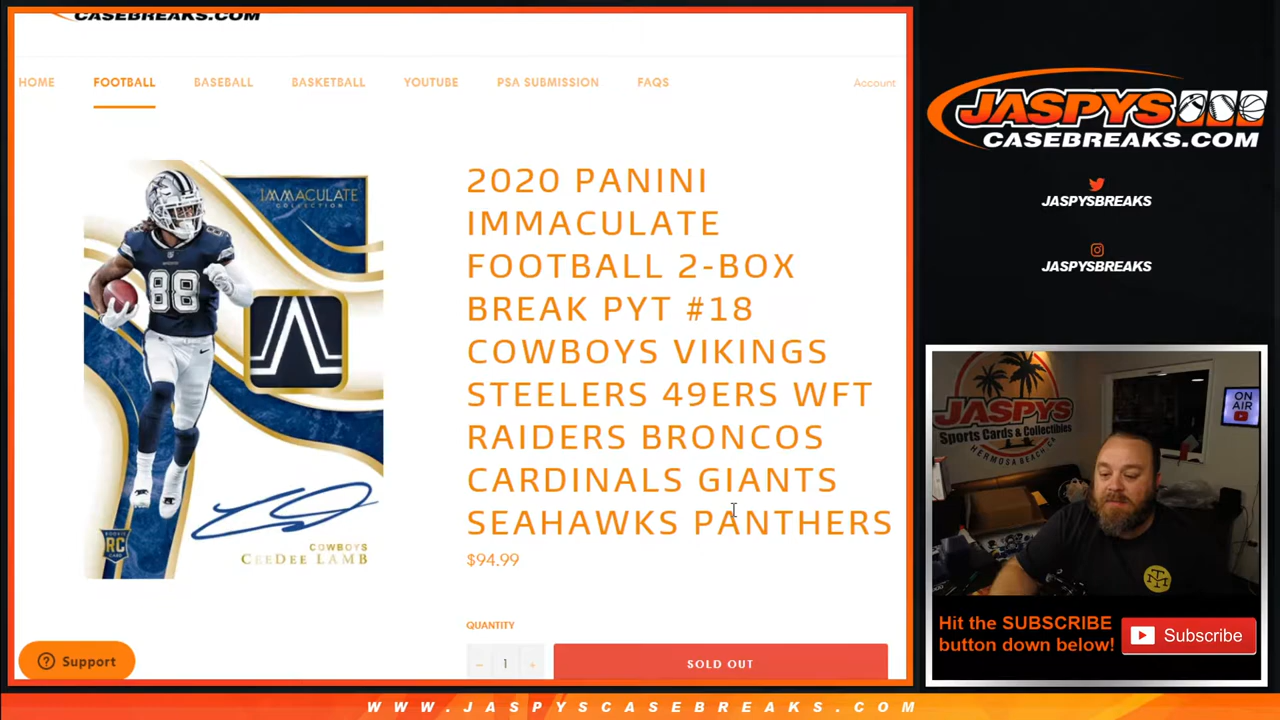 CASEBREAKS.COM
HOME FOOTBALL BASEBALL BASKETBALL YOUTUBE PSA SUBMISSION FAQS Account
IMMACULATE
COLLECTION
88
RC
COWBOYS
CEEDEE LAMB
2020 PANINI
IMMACULATE
FOOTBALL 2-BOX
BREAK PYT #18
COWBOYS VIKINGS
STEELERS 49ERS WFT
RAIDERS BRONCOS
CARDINALS GIANTS
SEAHAWKS PANTHERS
$94.99
QUANTITY
− 1 +
SOLD OUT
Support
JASPYS
CASEBREAKS.COM
JASPYSBREAKS
JASPYSBREAKS
JASPYS
Sports Cards & Collectibles
HERMOSA BEACH, CA
ON
AIR
Hit the SUBSCRIBE
button down below!
Subscribe
WWW.JASPYSCASEBREAKS.COM